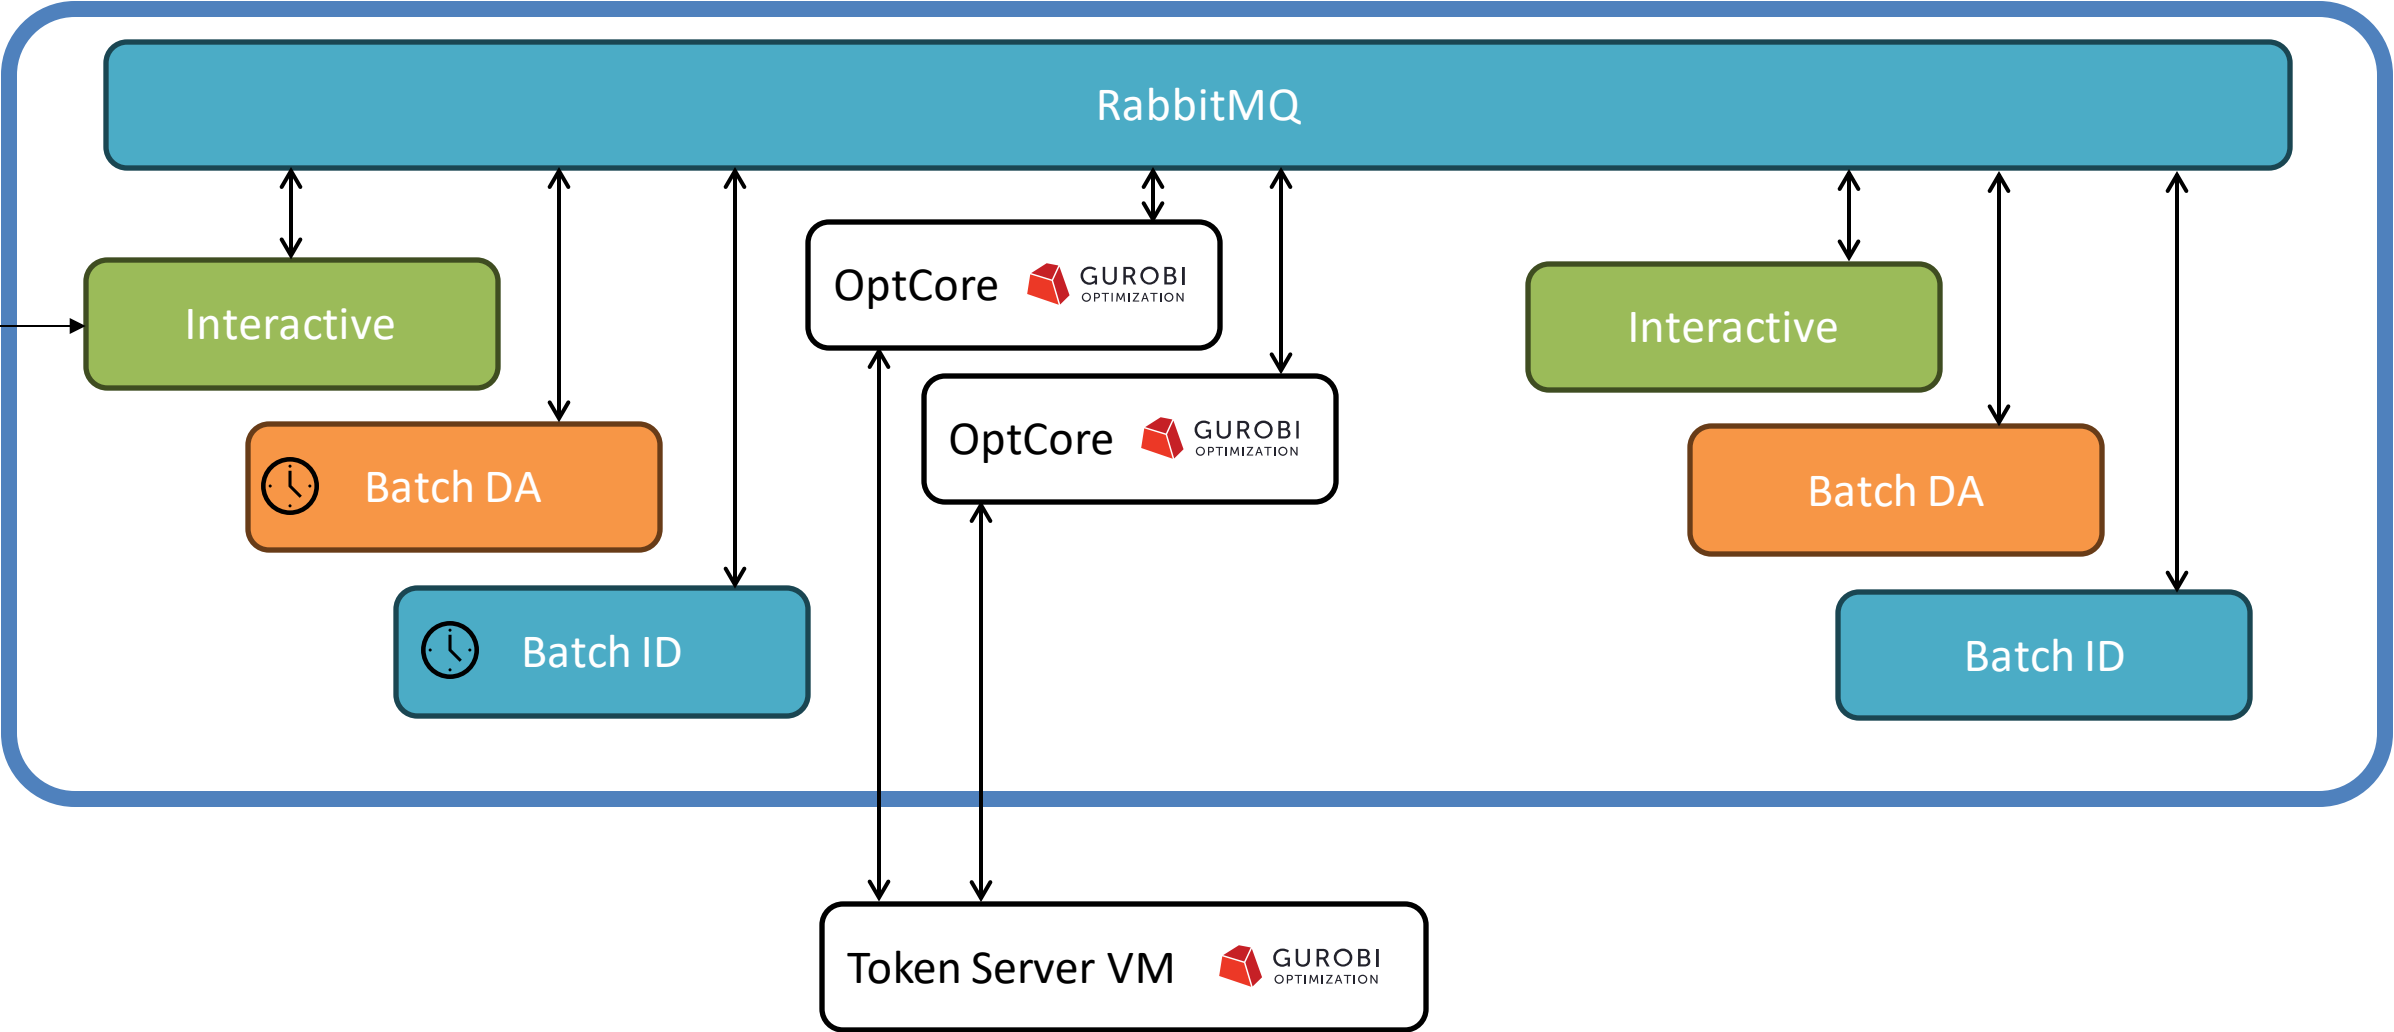 RabbitMQ
Interactive
Batch DA
Batch ID
OptCore GUROBI
OPTIMIZATION
OptCore GUROBI
OPTIMIZATION
Interactive
Batch DA
Batch ID
Token Server VM GUROBI
OPTIMIZATION